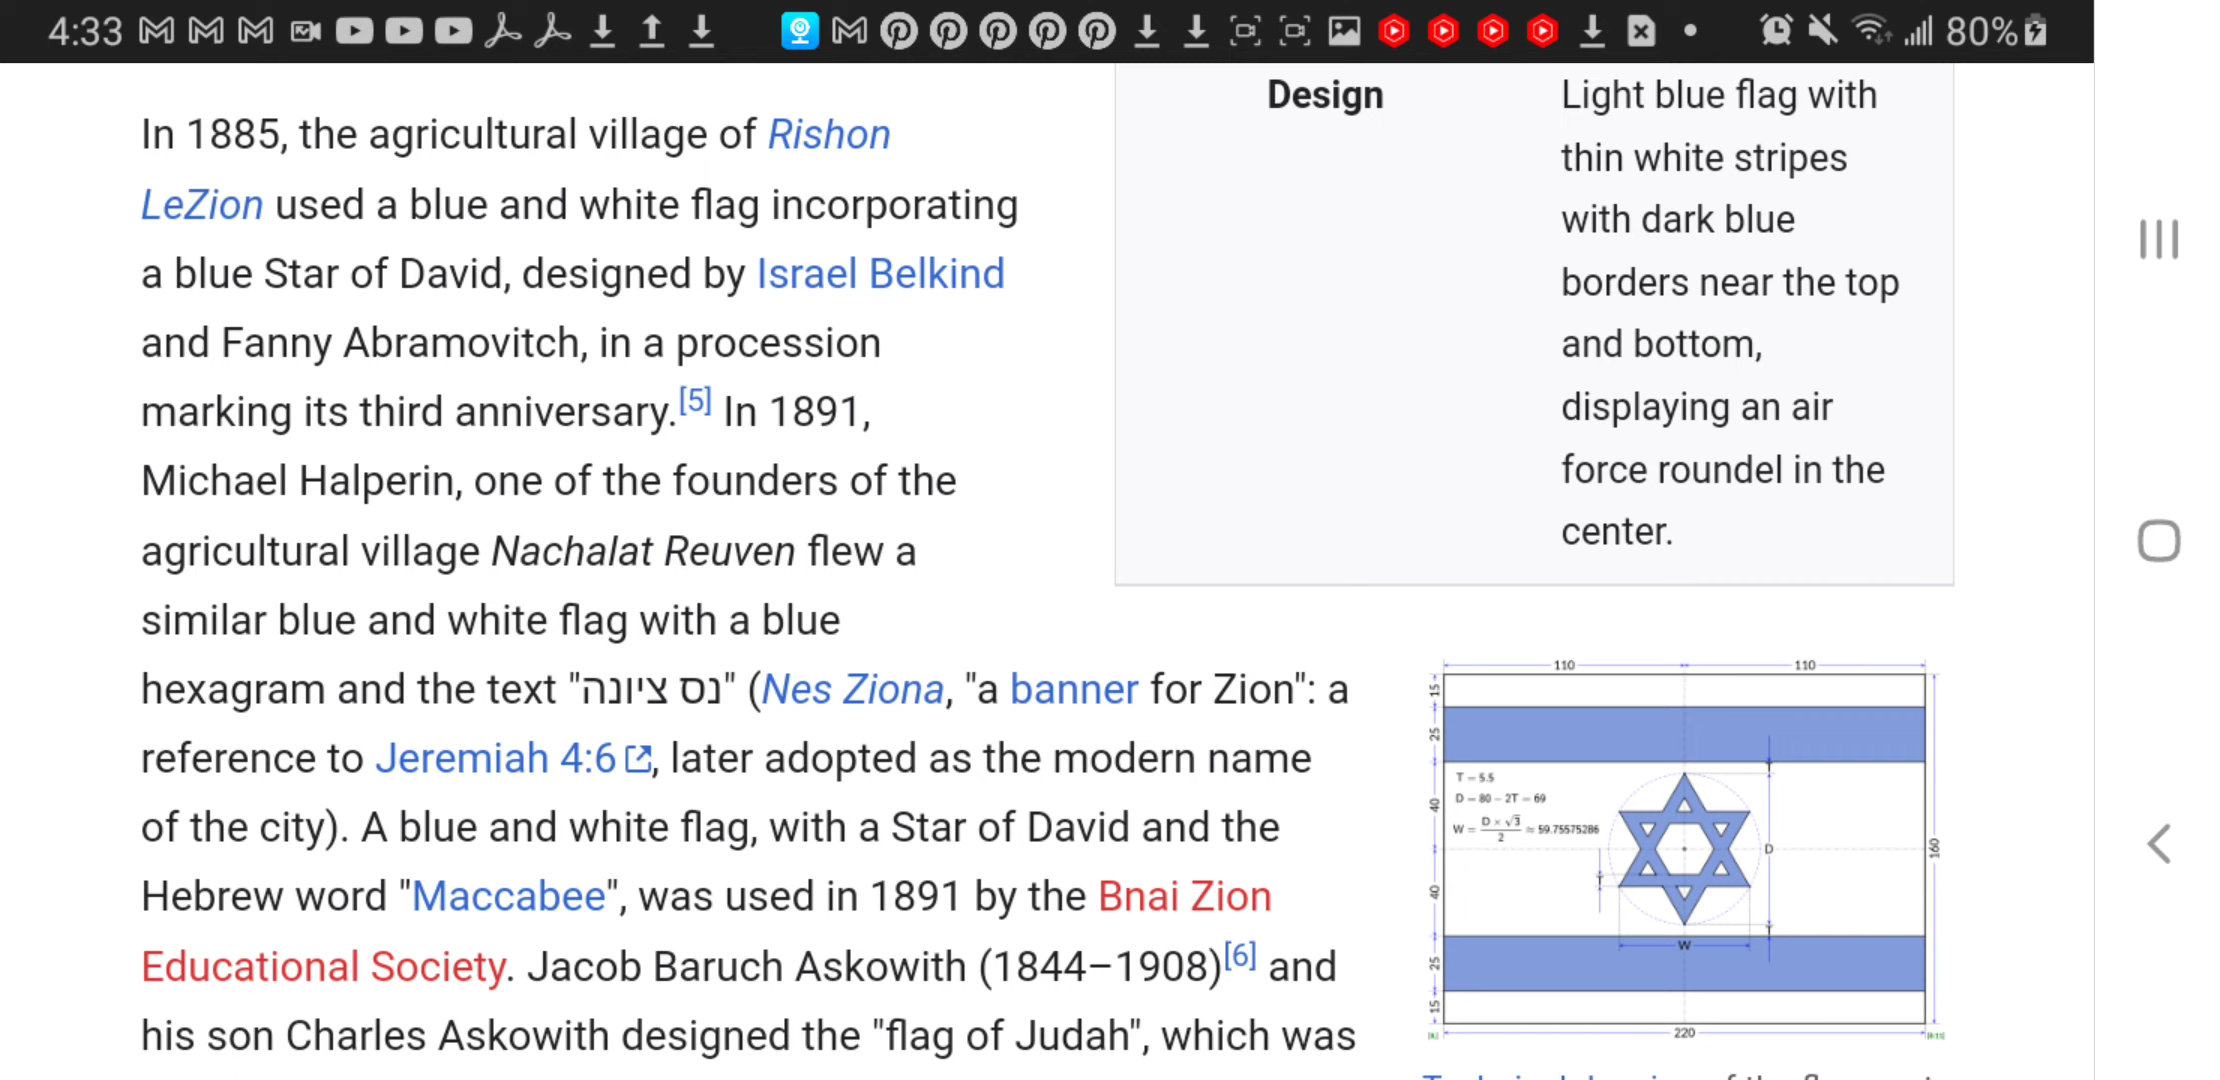 4:33
80%
In 1885, the agricultural village of Rishon
LeZion used a blue and white flag incorporating
a blue Star of David, designed by Israel Belkind
and Fanny Abramovitch, in a procession
marking its third anniversary.[5] In 1891,
Michael Halperin, one of the founders of the
agricultural village Nachalat Reuven flew a
similar blue and white flag with a blue
hexagram and the text "נס ציונה" (Nes Ziona, "a banner for Zion": a
reference to Jeremiah 4:6, later adopted as the modern name
of the city). A blue and white flag, with a Star of David and the
Hebrew word "Maccabee", was used in 1891 by the Bnai Zion
Educational Society. Jacob Baruch Askowith (1844–1908)[6] and
his son Charles Askowith designed the "flag of Judah", which was
Design
Light blue flag with
thin white stripes
with dark blue
borders near the top
and bottom,
displaying an air
force roundel in the
center.
110 110
15
25
40
40
25
15
T = 5.5
D = 80 − 2T = 69
W = D × √3 / 2 ≈ 59.75575286
T
D
T
T
W
160
220